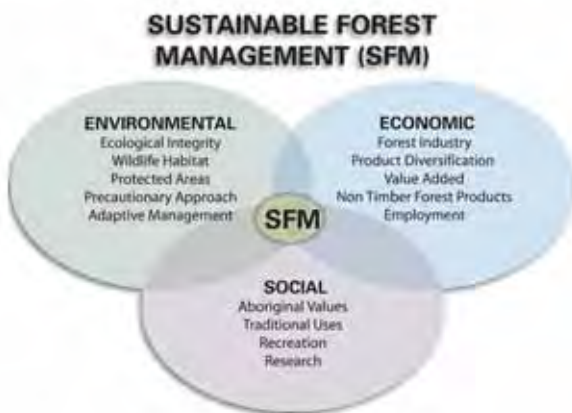 SUSTAINABLE FOREST
MANAGEMENT (SFM)
ENVIRONMENTAL
Ecological Integrity
Wildlife Habitat
Protected Areas
Precautionary Approach
Adaptive Management
ECONOMIC
Forest Industry
Product Diversification
Value Added
Non Timber Forest Products
Employment
SFM
SOCIAL
Aboriginal Values
Traditional Uses
Recreation
Research